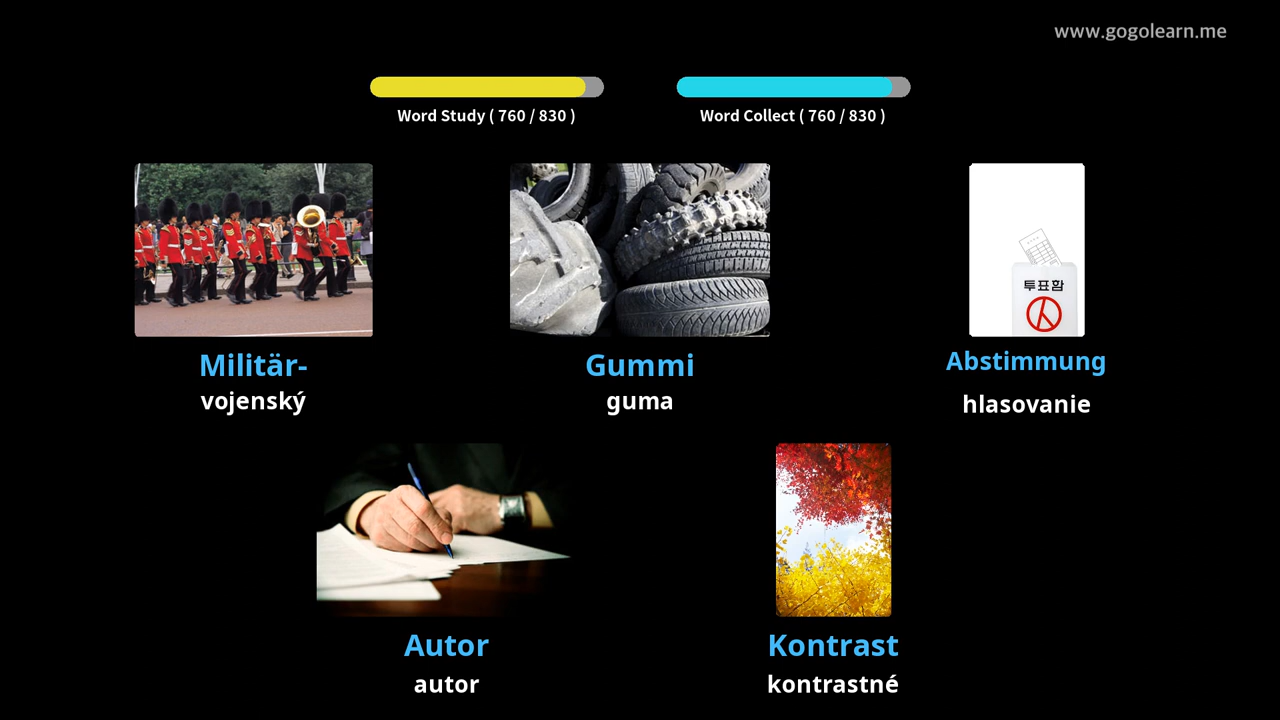 www.gogolearn.me
Word Study ( 760 / 830 )
Word Collect ( 760 / 830 )
투표함
Militär-
Gummi
Abstimmung
vojenský
guma
hlasovanie
Autor
Kontrast
autor
kontrastné